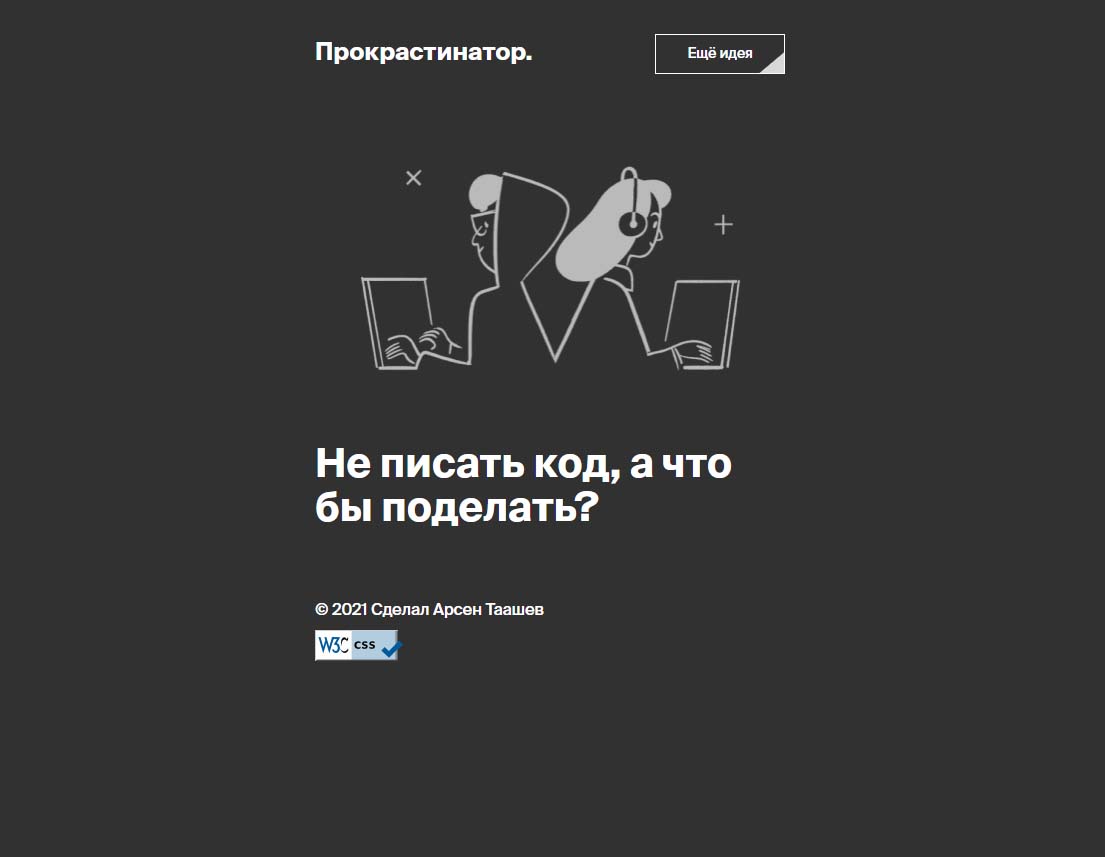 Прокрастинатор.
Ещё идея
Не писать код, а что
бы поделать?
© 2021 Сделал Арсен Таашев
W3C css